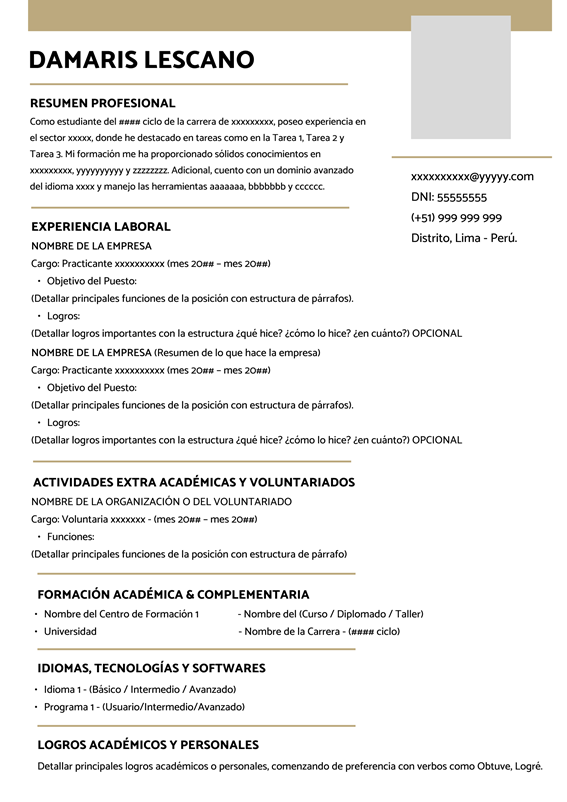 DAMARIS LESCANO
RESUMEN PROFESIONAL
Como estudiante del #### ciclo de la carrera de xxxxxxxxx, poseo experiencia en
el sector xxxxx, donde he destacado en tareas como en la Tarea 1, Tarea 2 y
Tarea 3. Mi formación me ha proporcionado sólidos conocimientos en
xxxxxxxxx, yyyyyyyyyy y zzzzzzzz. Adicional, cuento con un dominio avanzado
del idioma xxxx y manejo las herramientas aaaaaaa, bbbbbbb y cccccc.
xxxxxxxxxx@yyyyy.com
DNI: 55555555
(+51) 999 999 999
Distrito, Lima - Perú.
EXPERIENCIA LABORAL
NOMBRE DE LA EMPRESA
Cargo: Practicante xxxxxxxxxx (mes 20## – mes 20##)
• Objetivo del Puesto:
(Detallar principales funciones de la posición con estructura de párrafos).
• Logros:
(Detallar logros importantes con la estructura ¿qué hice? ¿cómo lo hice? ¿en cuánto?) OPCIONAL
NOMBRE DE LA EMPRESA (Resumen de lo que hace la empresa)
Cargo: Practicante xxxxxxxxxx (mes 20## – mes 20##)
• Objetivo del Puesto:
(Detallar principales funciones de la posición con estructura de párrafos).
• Logros:
(Detallar logros importantes con la estructura ¿qué hice? ¿cómo lo hice? ¿en cuánto?) OPCIONAL
ACTIVIDADES EXTRA ACADÉMICAS Y VOLUNTARIADOS
NOMBRE DE LA ORGANIZACIÓN O DEL VOLUNTARIADO
Cargo: Voluntaria xxxxxxx - (mes 20## – mes 20##)
• Funciones:
(Detallar principales funciones de la posición con estructura de párrafo)
FORMACIÓN ACADÉMICA & COMPLEMENTARIA
• Nombre del Centro de Formación 1 - Nombre del (Curso / Diplomado / Taller)
• Universidad - Nombre de la Carrera - (#### ciclo)
IDIOMAS, TECNOLOGÍAS Y SOFTWARES
• Idioma 1 - (Básico / Intermedio / Avanzado)
• Programa 1 - (Usuario/Intermedio/Avanzado)
LOGROS ACADÉMICOS Y PERSONALES
Detallar principales logros académicos o personales, comenzando de preferencia con verbos como Obtuve, Logré.